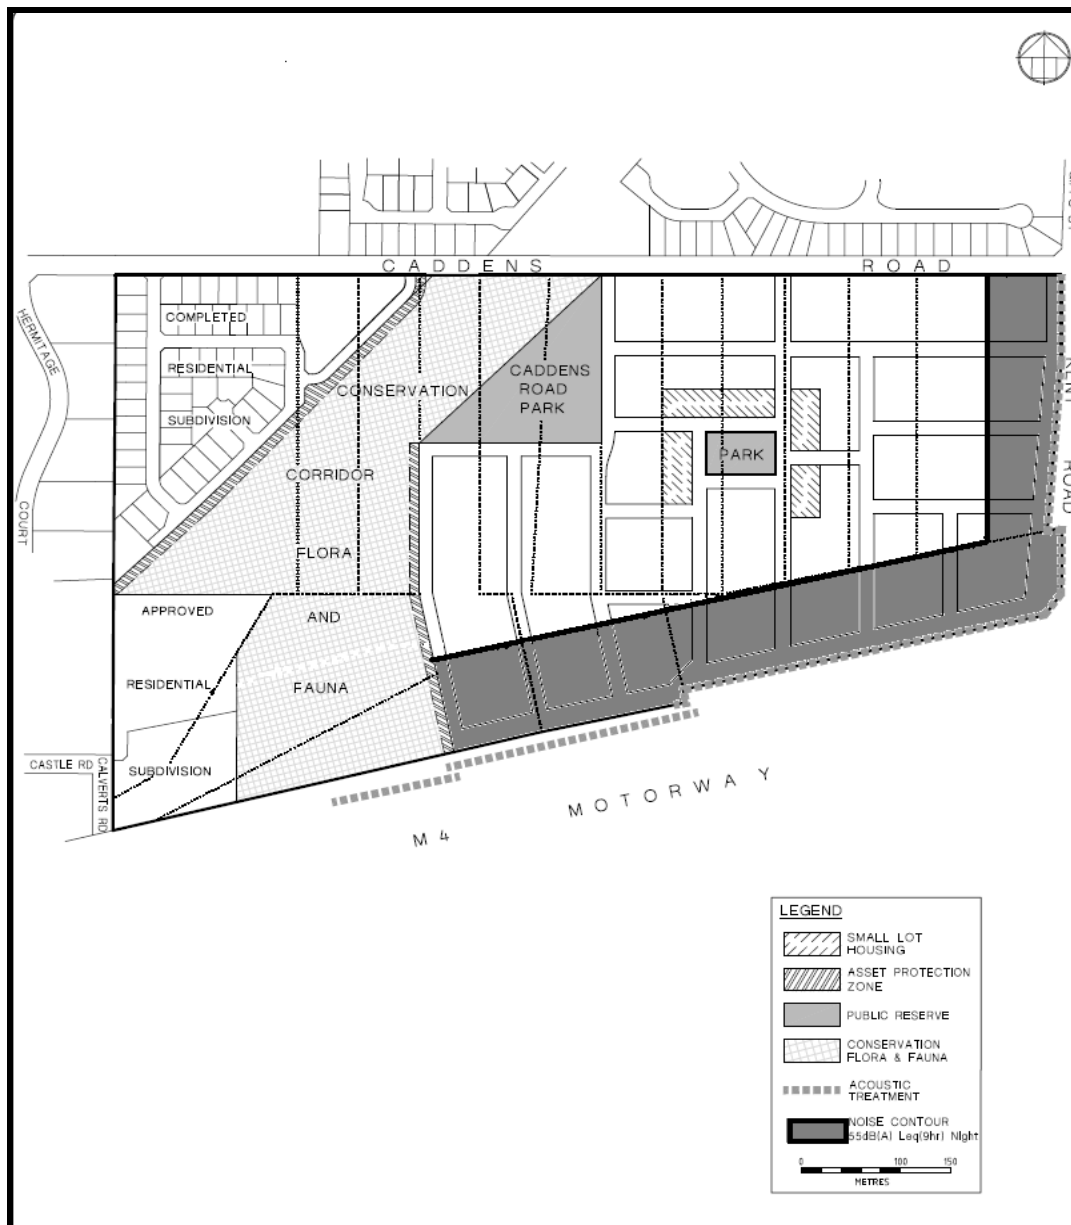 CADDENS ROAD
HERMITAGE
COURT
COMPLETED
RESIDENTIAL
SUBDIVISION
CONSERVATION
CORRIDOR
FLORA
AND
FAUNA
CADDENS
ROAD
PARK
PARK
KENT
ROAD
APPROVED
RESIDENTIAL
SUBDIVISION
CASTLE RD
CALVERTS RD
M4 MOTORWAY
LEGEND
SMALL LOT
HOUSING
ASSET PROTECTION
ZONE
PUBLIC RESERVE
CONSERVATION
FLORA & FAUNA
ACOUSTIC
TREATMENT
NOISE CONTOUR
55dB(A) Leq(9hr) Night
0 100 150
METRES